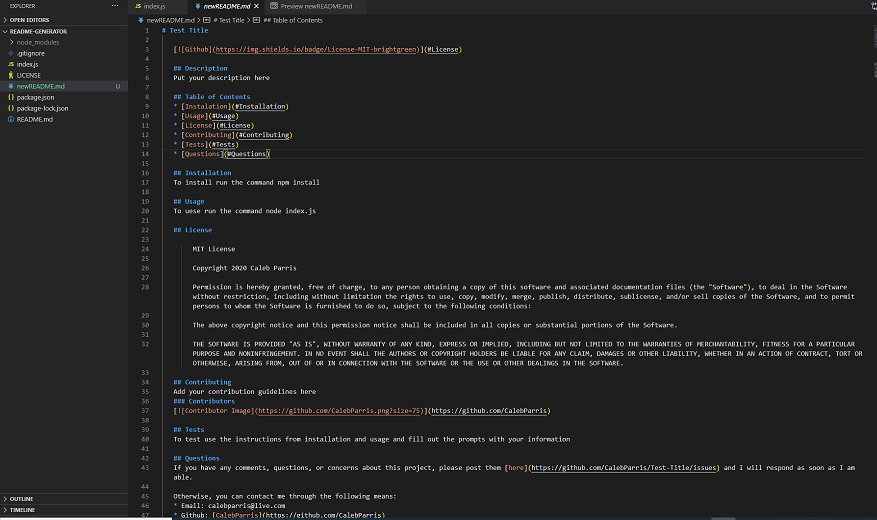 EXPLORER ···
OPEN EDITORS
README-GENERATOR
node_modules
.gitignore
JS index.js
LICENSE
newREADME.md U
{} package.json
{} package-lock.json
README.md
OUTLINE
TIMELINE
JS index.js
newREADME.md ×
Preview newREADME.md
newREADME.md > # Test Title > ## Table of Contents
1 # Test Title
2
3 [![Github](https://img.shields.io/badge/License-MIT-brightgreen)](#License)
4
5 ## Description
6 Put your description here
7
8 ## Table of Contents
9 * [Instalation](#Installation)
10 * [Usage](#Usage)
11 * [License](#License)
12 * [Contributing](#Contributing)
13 * [Tests](#Tests)
14 * [Questions](#Questions)
15
16 ## Installation
17 To install run the command npm install
18
19 ## Usage
20 To uese run the command node index.js
21
22 ## License
23
24 MIT License
25
26 Copyright 2020 Caleb Parris
27
28 Permission is hereby granted, free of charge, to any person obtaining a copy of this software and associated documentation files (the "Software"), to deal in the Software
without restriction, including without limitation the rights to use, copy, modify, merge, publish, distribute, sublicense, and/or sell copies of the Software, and to permit
persons to whom the Software is furnished to do so, subject to the following conditions:
29
30 The above copyright notice and this permission notice shall be included in all copies or substantial portions of the Software.
31
32 THE SOFTWARE IS PROVIDED "AS IS", WITHOUT WARRANTY OF ANY KIND, EXPRESS OR IMPLIED, INCLUDING BUT NOT LIMITED TO THE WARRANTIES OF MERCHANTABILITY, FITNESS FOR A PARTICULAR
PURPOSE AND NONINFRINGEMENT. IN NO EVENT SHALL THE AUTHORS OR COPYRIGHT HOLDERS BE LIABLE FOR ANY CLAIM, DAMAGES OR OTHER LIABILITY, WHETHER IN AN ACTION OF CONTRACT, TORT OR
OTHERWISE, ARISING FROM, OUT OF OR IN CONNECTION WITH THE SOFTWARE OR THE USE OR OTHER DEALINGS IN THE SOFTWARE.
33
34 ## Contributing
35 Add your contribution guidelines here
36 ### Contributors
37 [![Contributor Image](https://github.com/CalebParris.png?size=75)](https://github.com/CalebParris)
38
39 ## Tests
40 To test use the instructions from installation and usage and fill out the prompts with your information
41
42 ## Questions
43 If you have any comments, questions, or concerns about this project, please post them [here](https://github.com/CalebParris/Test-Title/issues) and I will respond as soon as I am
able.
44
45 Otherwise, you can contact me through the following means:
46 * Email: calebparris@live.com
47 * Github: [CalebParris](https://github.com/CalebParris)